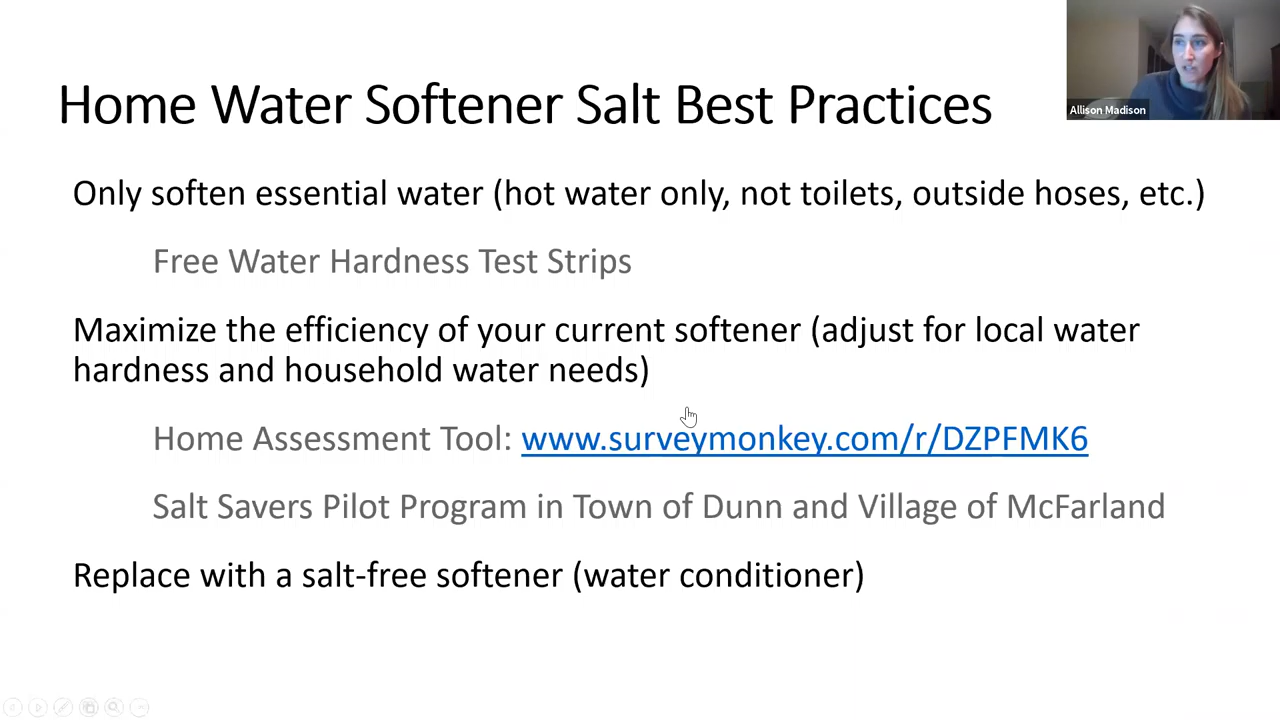 Home Water Softener Salt Best Practices
Allison Madison
Only soften essential water (hot water only, not toilets, outside hoses, etc.)
Free Water Hardness Test Strips
Maximize the efficiency of your current softener (adjust for local water
hardness and household water needs)
Home Assessment Tool: www.surveymonkey.com/r/DZPFMK6
Salt Savers Pilot Program in Town of Dunn and Village of McFarland
Replace with a salt-free softener (water conditioner)